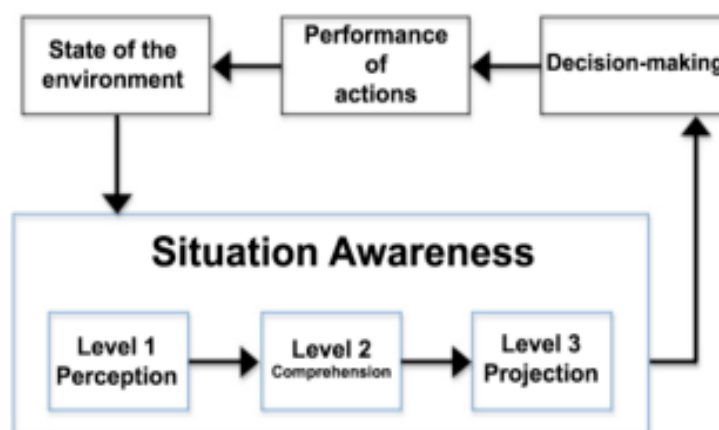 State of the
environment
Performance
of
actions
Decision-making
Situation Awareness
Level 1
Perception
Level 2
Comprehension
Level 3
Projection